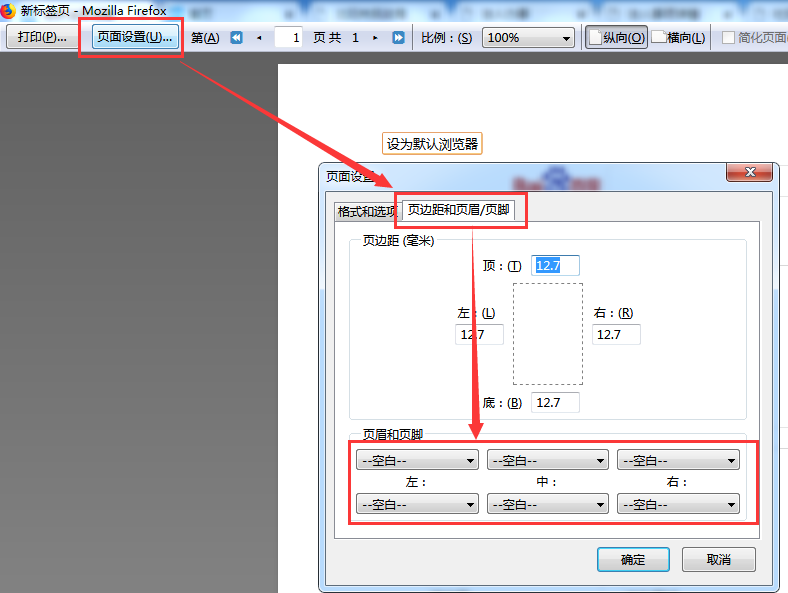 新标签页 - Mozilla Firefox
打印(P)... 页面设置(U)... 第(A) 1 页 共 1 比例：(S) 100% 纵向(O) 横向(L) 简化页面
设为默认浏览器
页面设置
格式和选项 页边距和页眉/页脚
页边距 (毫米)
顶：(T) 12.7
左：(L) 右：(R)
12.7 12.7
底：(B) 12.7
页眉和页脚
--空白-- --空白-- --空白--
左： 中： 右：
--空白-- --空白-- --空白--
确定 取消